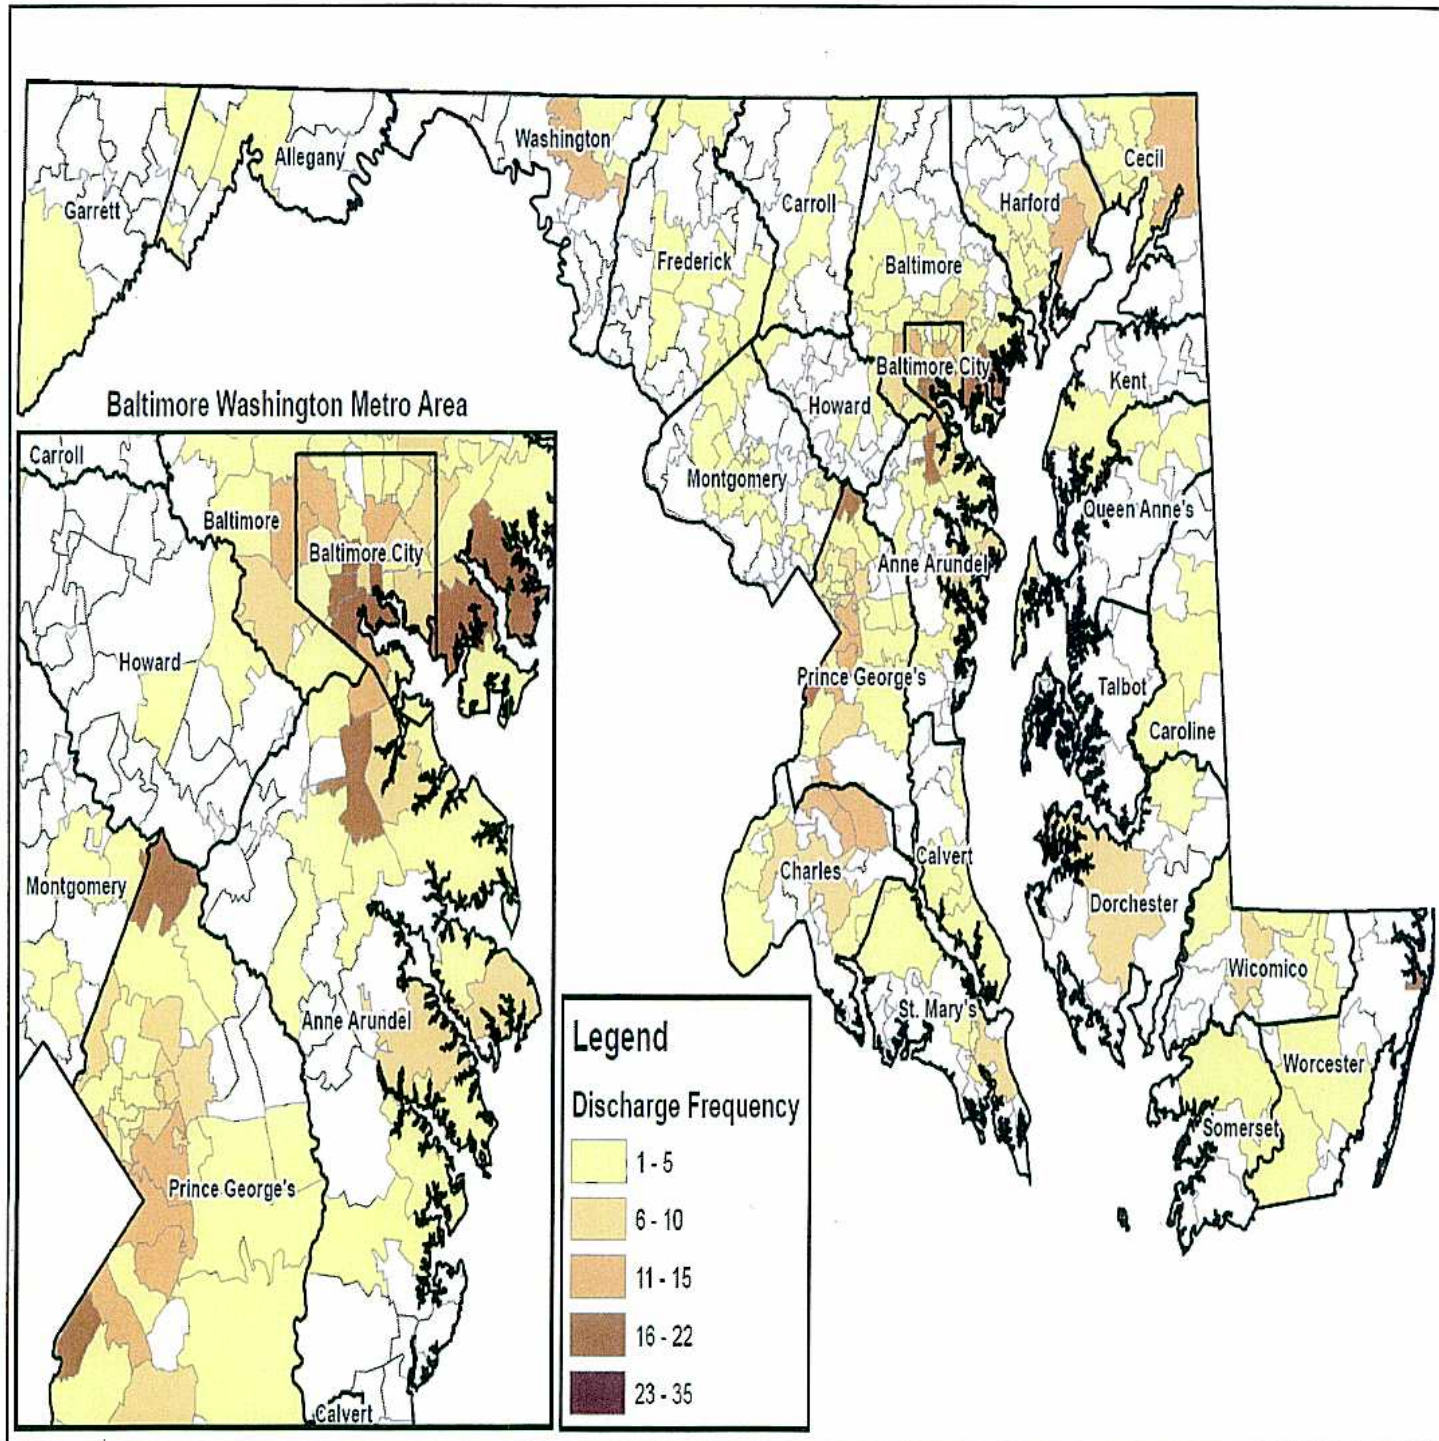 Washington
Allegany
Cecil
Garrett
Carroll
Harford
Frederick
Baltimore
Baltimore City
Kent
Howard
Montgomery
Queen Anne's
Anne Arundel
Prince George's
Talbot
Caroline
Charles
Calvert
Dorchester
Wicomico
St. Mary's
Worcester
Somerset
Baltimore Washington Metro Area
Carroll
Baltimore
Baltimore City
Howard
Montgomery
Anne Arundel
Prince George's
Calvert
Legend
Discharge Frequency
1 - 5
6 - 10
11 - 15
16 - 22
23 - 35